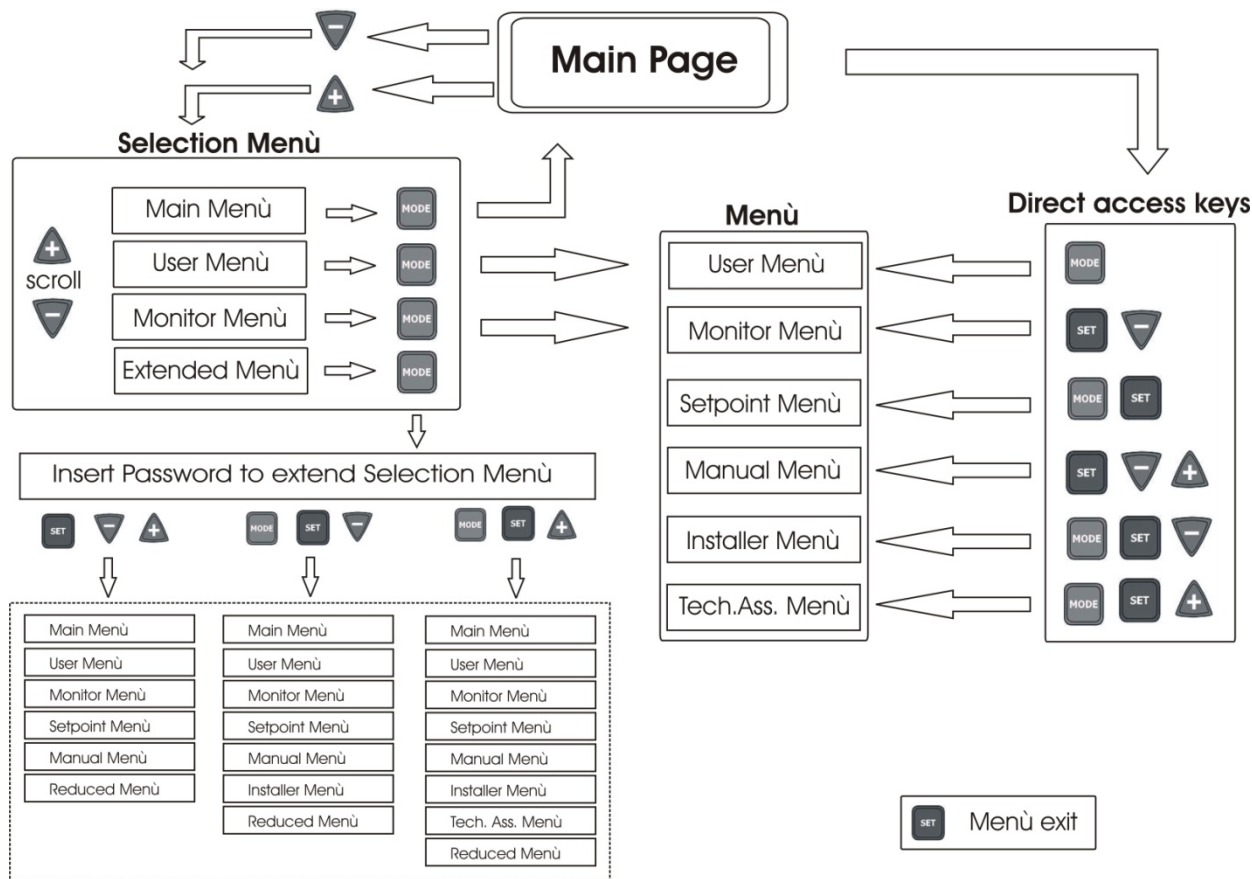 Main Page
Selection Menù
Main Menù
MODE
User Menù
MODE
scroll
Monitor Menù
MODE
Extended Menù
MODE
Insert Password to extend Selection Menù
SET
MODE SET
MODE SET
Main Menù
User Menù
Monitor Menù
Setpoint Menù
Manual Menù
Reduced Menù
Main Menù
User Menù
Monitor Menù
Setpoint Menù
Manual Menù
Installer Menù
Reduced Menù
Main Menù
User Menù
Monitor Menù
Setpoint Menù
Manual Menù
Installer Menù
Tech. Ass. Menù
Reduced Menù
Menù
User Menù
Monitor Menù
Setpoint Menù
Manual Menù
Installer Menù
Tech.Ass. Menù
Direct access keys
MODE
SET
MODE SET
SET
MODE SET
MODE SET
SET Menù exit